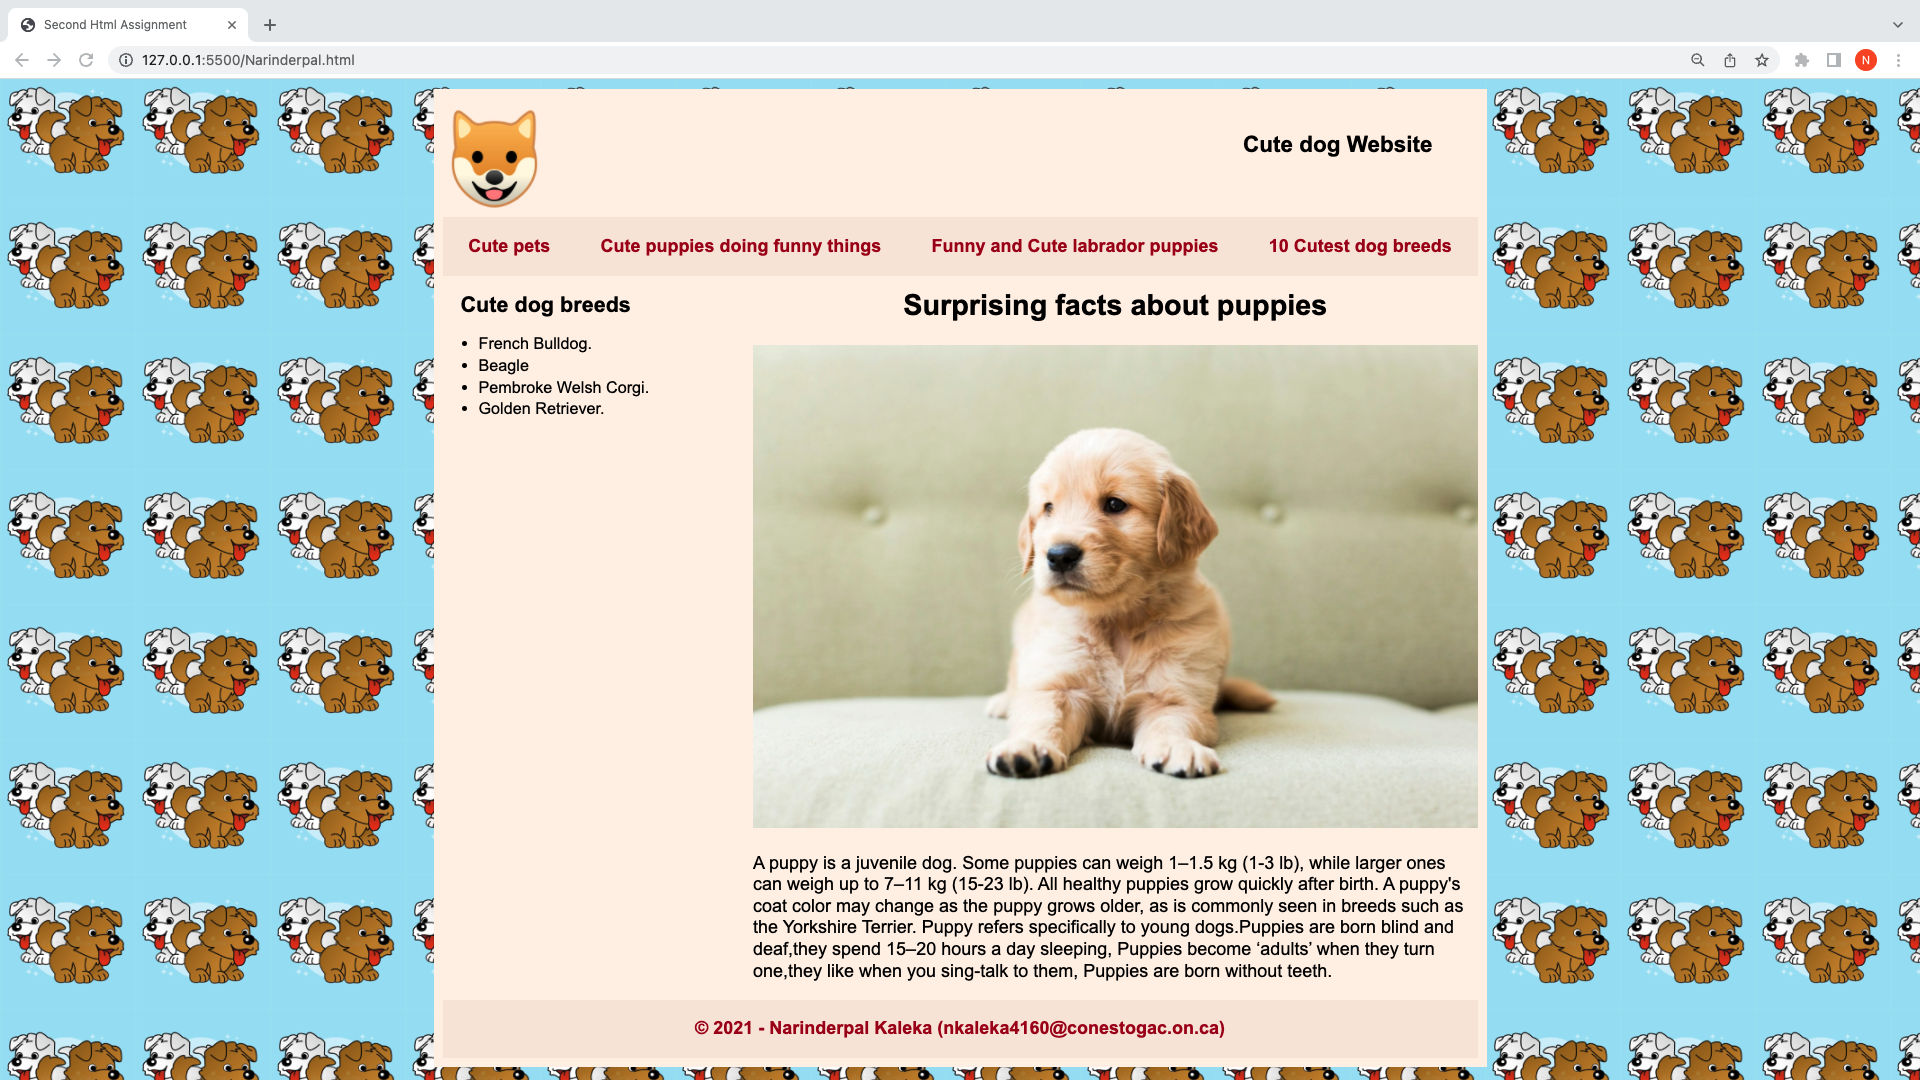 Second Html Assignment
127.0.0.1:5500/Narinderpal.html
N
Cute dog Website
Cute pets
Cute puppies doing funny things
Funny and Cute labrador puppies
10 Cutest dog breeds
Cute dog breeds
French Bulldog.
Beagle
Pembroke Welsh Corgi.
Golden Retriever.
Surprising facts about puppies
A puppy is a juvenile dog. Some puppies can weigh 1–1.5 kg (1-3 lb), while larger ones
can weigh up to 7–11 kg (15-23 lb). All healthy puppies grow quickly after birth. A puppy's
coat color may change as the puppy grows older, as is commonly seen in breeds such as
the Yorkshire Terrier. Puppy refers specifically to young dogs.Puppies are born blind and
deaf,they spend 15–20 hours a day sleeping, Puppies become ‘adults’ when they turn
one,they like when you sing-talk to them, Puppies are born without teeth.
© 2021 - Narinderpal Kaleka (nkaleka4160@conestogac.on.ca)